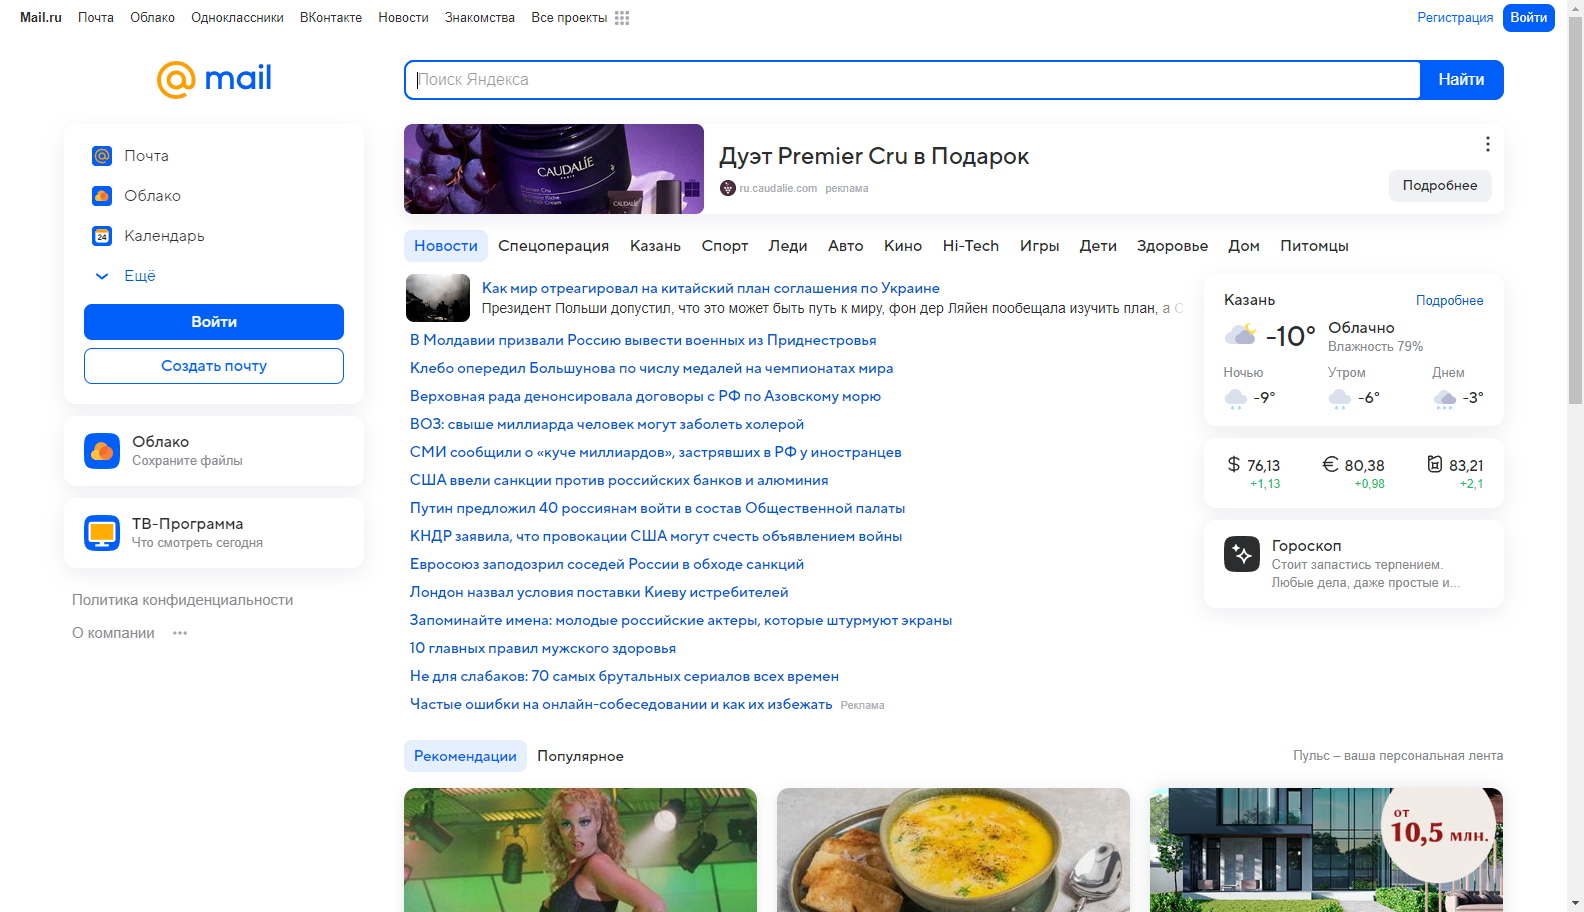 Mail.ru Почта Облако Одноклассники ВКонтакте Новости Знакомства Все проекты
Регистрация Войти
@mail
Поиск Яндекса
Найти
Почта
Облако
24 Календарь
Ещё
Войти
Создать почту
Облако
Сохраните файлы
ТВ-Программа
Что смотреть сегодня
Политика конфиденциальности
О компании
CAUDALÍE
PARIS
Premier Cru
CAUDALÍE
Дуэт Premier Cru в Подарок
ru.caudalie.com реклама
Подробнее
Новости Спецоперация Казань Спорт Леди Авто Кино Hi-Tech Игры Дети Здоровье Дом Питомцы
Как мир отреагировал на китайский план соглашения по Украине
Президент Польши допустил, что это может быть путь к миру, фон дер Ляйен пообещала изучить план, а С
В Молдавии призвали Россию вывести военных из Приднестровья
Клебо опередил Большунова по числу медалей на чемпионатах мира
Верховная рада денонсировала договоры с РФ по Азовскому морю
ВОЗ: свыше миллиарда человек могут заболеть холерой
СМИ сообщили о «куче миллиардов», застрявших в РФ у иностранцев
США ввели санкции против российских банков и алюминия
Путин предложил 40 россиянам войти в состав Общественной палаты
КНДР заявила, что провокации США могут счесть объявлением войны
Евросоюз заподозрил соседей России в обходе санкций
Лондон назвал условия поставки Киеву истребителей
Запоминайте имена: молодые российские актеры, которые штурмуют экраны
10 главных правил мужского здоровья
Не для слабаков: 70 самых брутальных сериалов всех времен
Частые ошибки на онлайн-собеседовании и как их избежать Реклама
Казань Подробнее
-10° Облачно
Влажность 79%
Ночью Утром Днем
-9° -6° -3°
$ 76,13 € 80,38 83,21
+1,13 +0,98 +2,1
Гороскоп
Стоит запастись терпением.
Любые дела, даже простые и...
Рекомендации Популярное
Пульс – ваша персональная лента
от
10,5 млн.